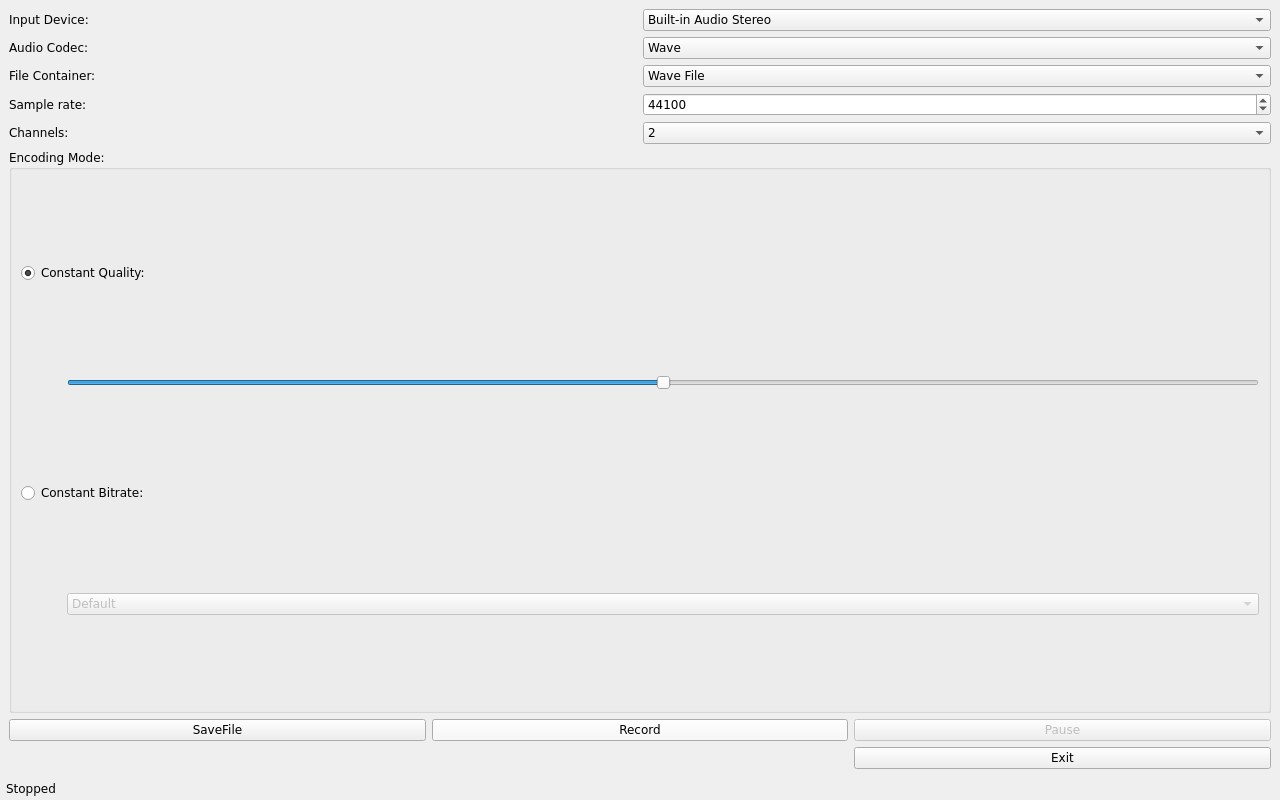 Input Device:
Built-in Audio Stereo
Audio Codec:
Wave
File Container:
Wave File
Sample rate:
44100
Channels:
2
Encoding Mode:
Constant Quality:
Constant Bitrate:
Default
SaveFile
Record
Pause
Exit
Stopped